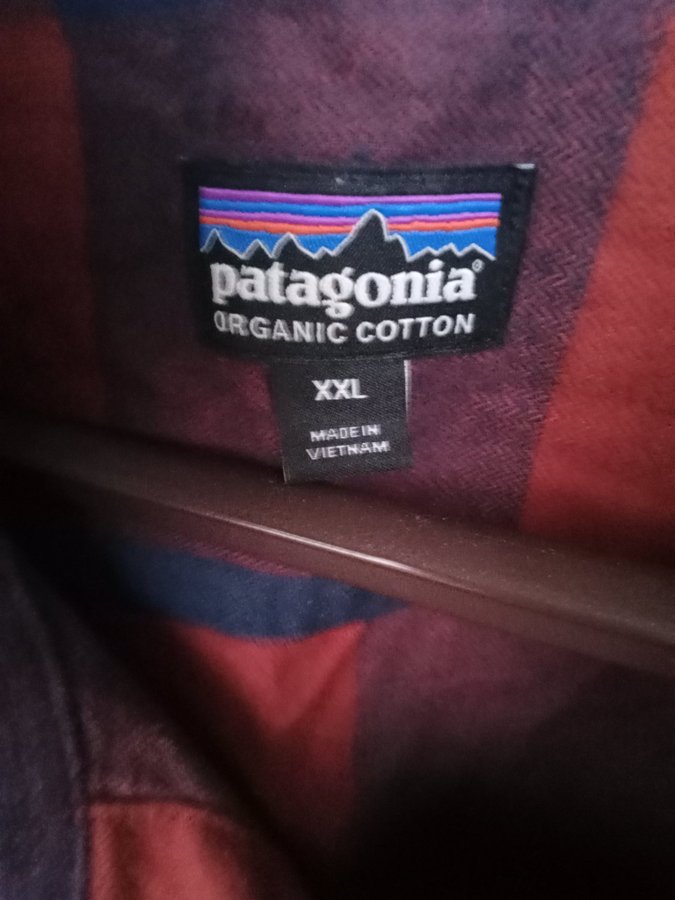 patagonia®
ORGANIC COTTON
XXL
MADE IN
VIETNAM